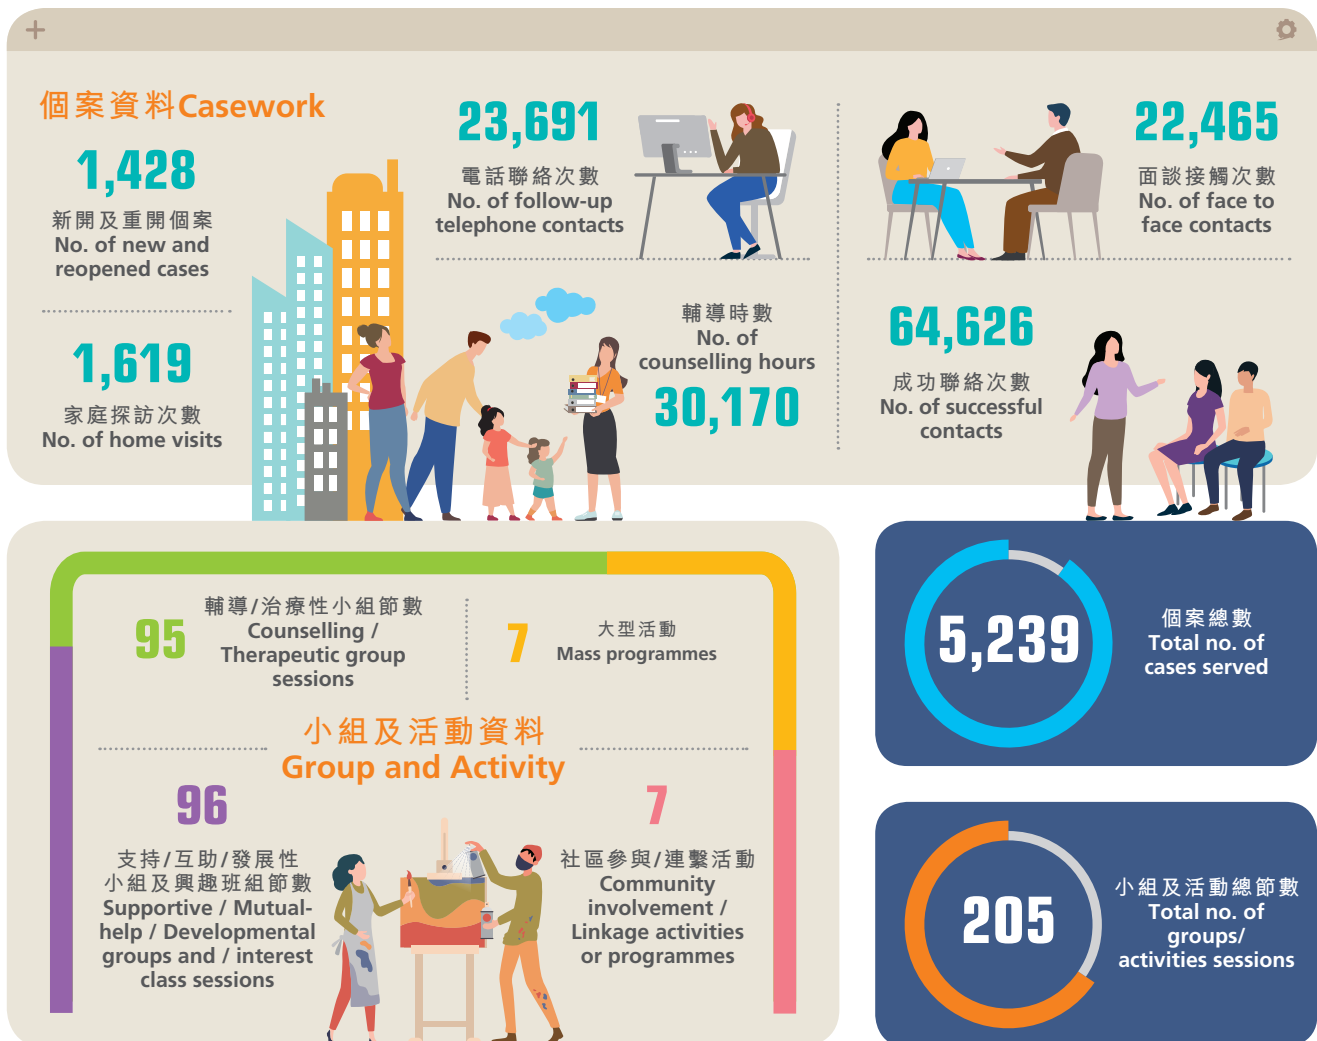 個案資料Casework
1,428
新開及重開個案
No. of new and
reopened cases
1,619
家庭探訪次數
No. of home visits
23,691
電話聯絡次數
No. of follow-up
telephone contacts
輔導時數
No. of
counselling hours
30,170
22,465
面談接觸次數
No. of face to
face contacts
64,626
成功聯絡次數
No. of successful
contacts
95
輔導/治療性小組節數
Counselling /
Therapeutic group
sessions
7
大型活動
Mass programmes
小組及活動資料
Group and Activity
96
支持/互助/發展性
小組及興趣班組節數
Supportive / Mutual-
help / Developmental
groups and / interest
class sessions
7
社區參與/連繫活動
Community
involvement /
Linkage activities
or programmes
5,239
個案總數
Total no. of
cases served
205
小組及活動總節數
Total no. of
groups/
activities sessions